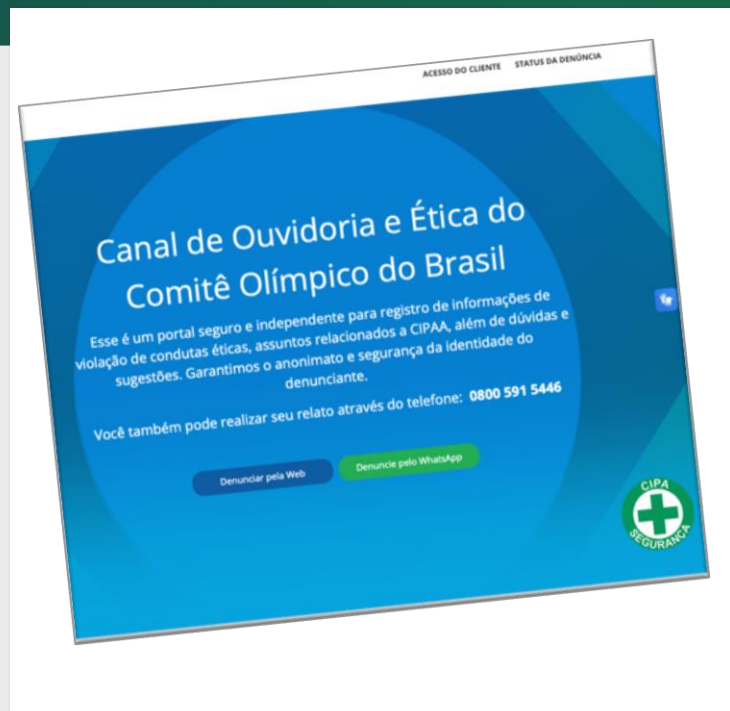 ACESSO DO CLIENTE STATUS DA DENÚNCIA
Canal de Ouvidoria e Ética do
Comitê Olímpico do Brasil
Esse é um portal seguro e independente para registro de informações de
violação de condutas éticas, assuntos relacionados a CIPAA, além de dúvidas e
sugestões. Garantimos o anonimato e segurança da identidade do
denunciante.
Você também pode realizar seu relato através do telefone: 0800 591 5446
Denunciar pela Web Denuncie pelo WhatsApp
CIPA
SEGURANÇA